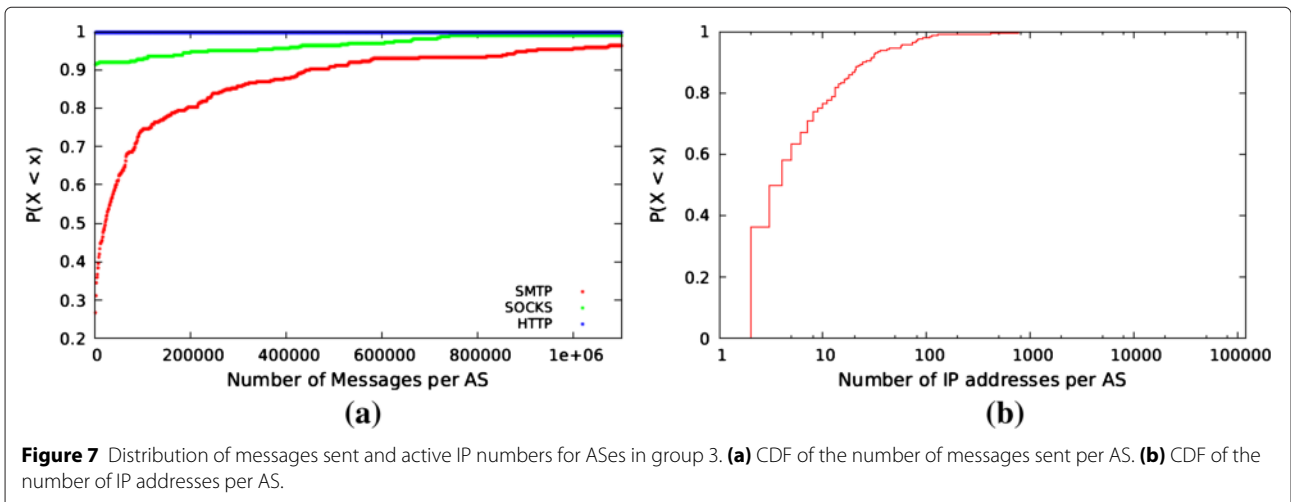 1
0.9
0.8
0.7
0.6
0.5
0.4
0.3
0.2
P(X < x)
SMTP
SOCKS
HTTP
0 200000 400000 600000 800000 1e+06
Number of Messages per AS
(a)
1
0.8
0.6
0.4
0.2
0
P(X < x)
1 10 100 1000 10000 100000
Number of IP addresses per AS
(b)
Figure 7 Distribution of messages sent and active IP numbers for ASes in group 3. (a) CDF of the number of messages sent per AS. (b) CDF of the
number of IP addresses per AS.